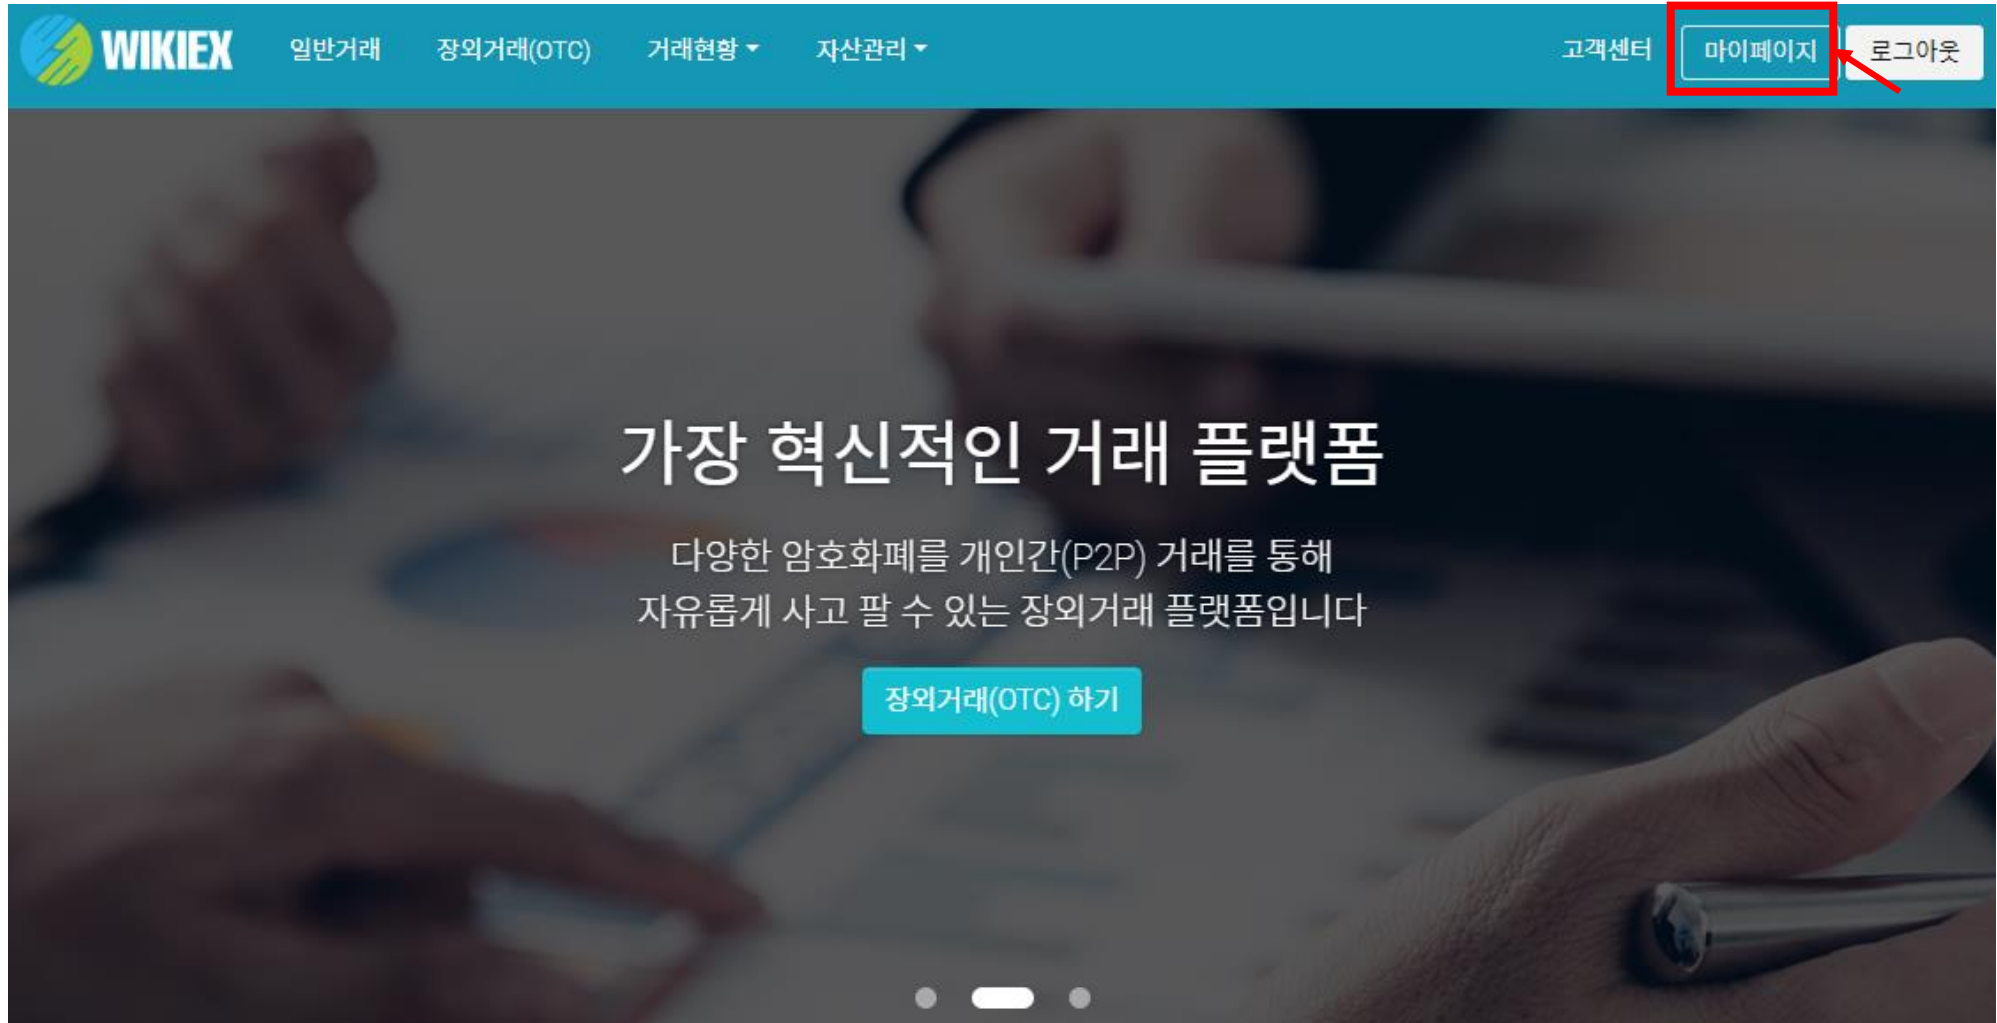 WIKIEX 일반거래 장외거래(OTC) 거래현황 자산관리 고객센터 마이페이지 로그아웃
가장 혁신적인 거래 플랫폼
다양한 암호화폐를 개인간(P2P) 거래를 통해
자유롭게 사고 팔 수 있는 장외거래 플랫폼입니다
장외거래(OTC) 하기